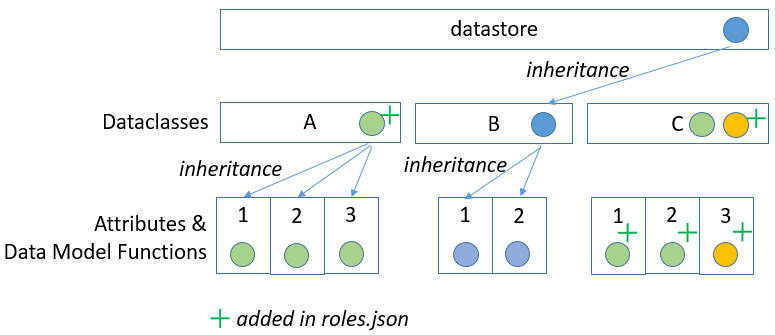 datastore
inheritance
Dataclasses
A
B
C
inheritance
inheritance
Attributes &
Data Model Functions
1 2 3
1 2
1 2 3
added in roles.json